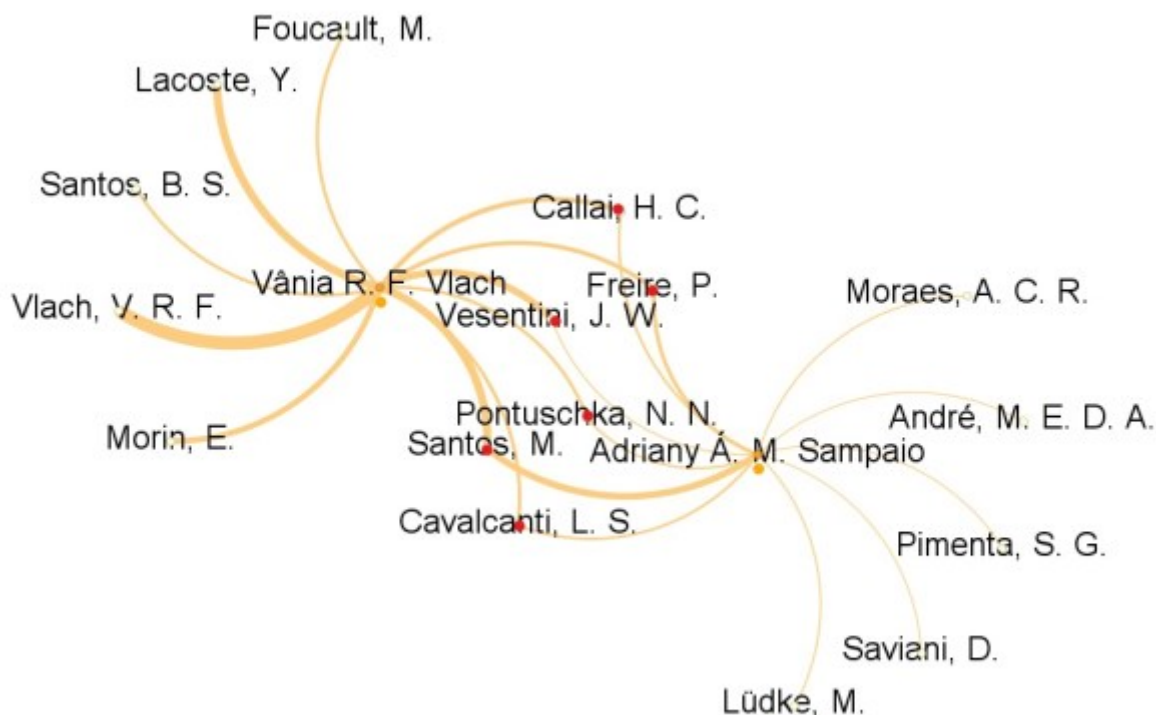 Foucault, M.
Lacoste, Y.
Santos, B. S.
Callai, H. C.
Vânia R. F. Vlach
Freire, P.
Moraes, A. C. R.
Vlach, V. R. F.
Vesentini, J. W.
Pontuschka, N. N.
André, M. E. D. A.
Morin, E.
Santos, M.
Adriany Á. M. Sampaio
Cavalcanti, L. S.
Pimenta, S. G.
Saviani, D.
Lüdke, M.